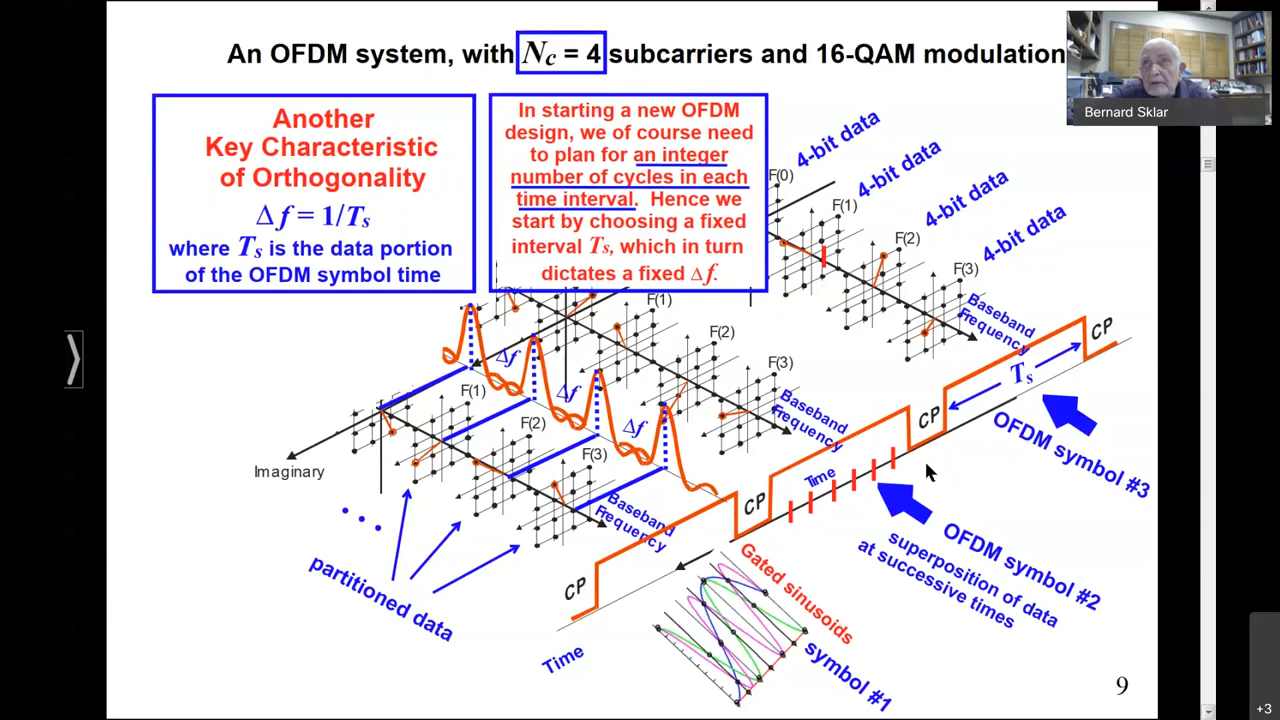 An OFDM system, with Nc = 4 subcarriers and 16-QAM modulation
Bernard Sklar
Another
Key Characteristic
of Orthogonality
Δf = 1/Ts
where Ts is the data portion
of the OFDM symbol time
In starting a new OFDM
design, we of course need
to plan for an integer
number of cycles in each
time interval. Hence we
start by choosing a fixed
interval Ts, which in turn
dictates a fixed Δf.
4-bit data
4-bit data
4-bit data
4-bit data
F(0)
F(1)
F(2)
F(3)
Baseband
Frequency
F(1)
F(2)
F(3)
Baseband
Frequency
Δf
Δf
Δf
F(1)
F(2)
F(3)
Baseband
Frequency
Imaginary
partitioned data
CP
CP
CP
CP
Ts
Time
OFDM symbol #3
OFDM symbol #2
superposition of data
at successive times
Gated sinusoids
symbol #1
Time
9
+3